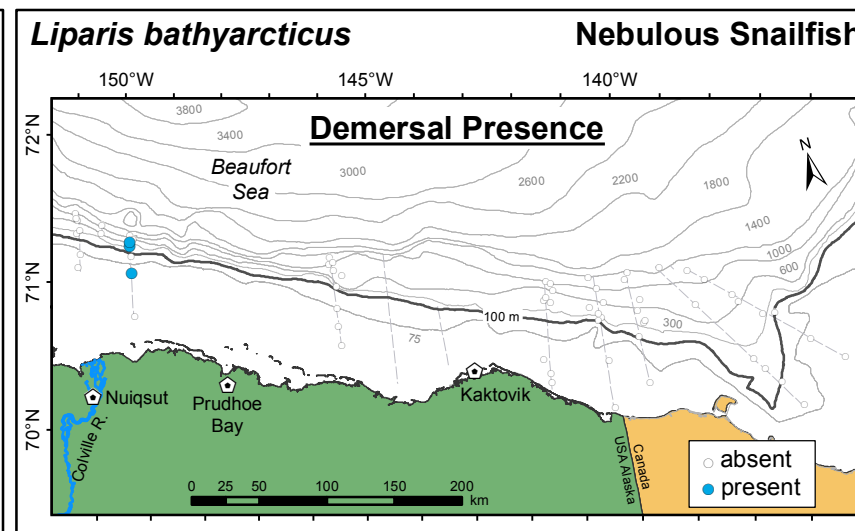 Liparis bathyarcticus Nebulous Snailfish
150°W 145°W 140°W
72°N
71°N
70°N
Demersal Presence
Beaufort
Sea
N
3800
3400
3000
2600
2200
1800
1400
1000
600
300
100 m
75
Nuiqsut
Prudhoe
Bay
Kaktovik
Colville R.
USA Alaska
Canada
0 25 50 100 150 200
km
absent
present